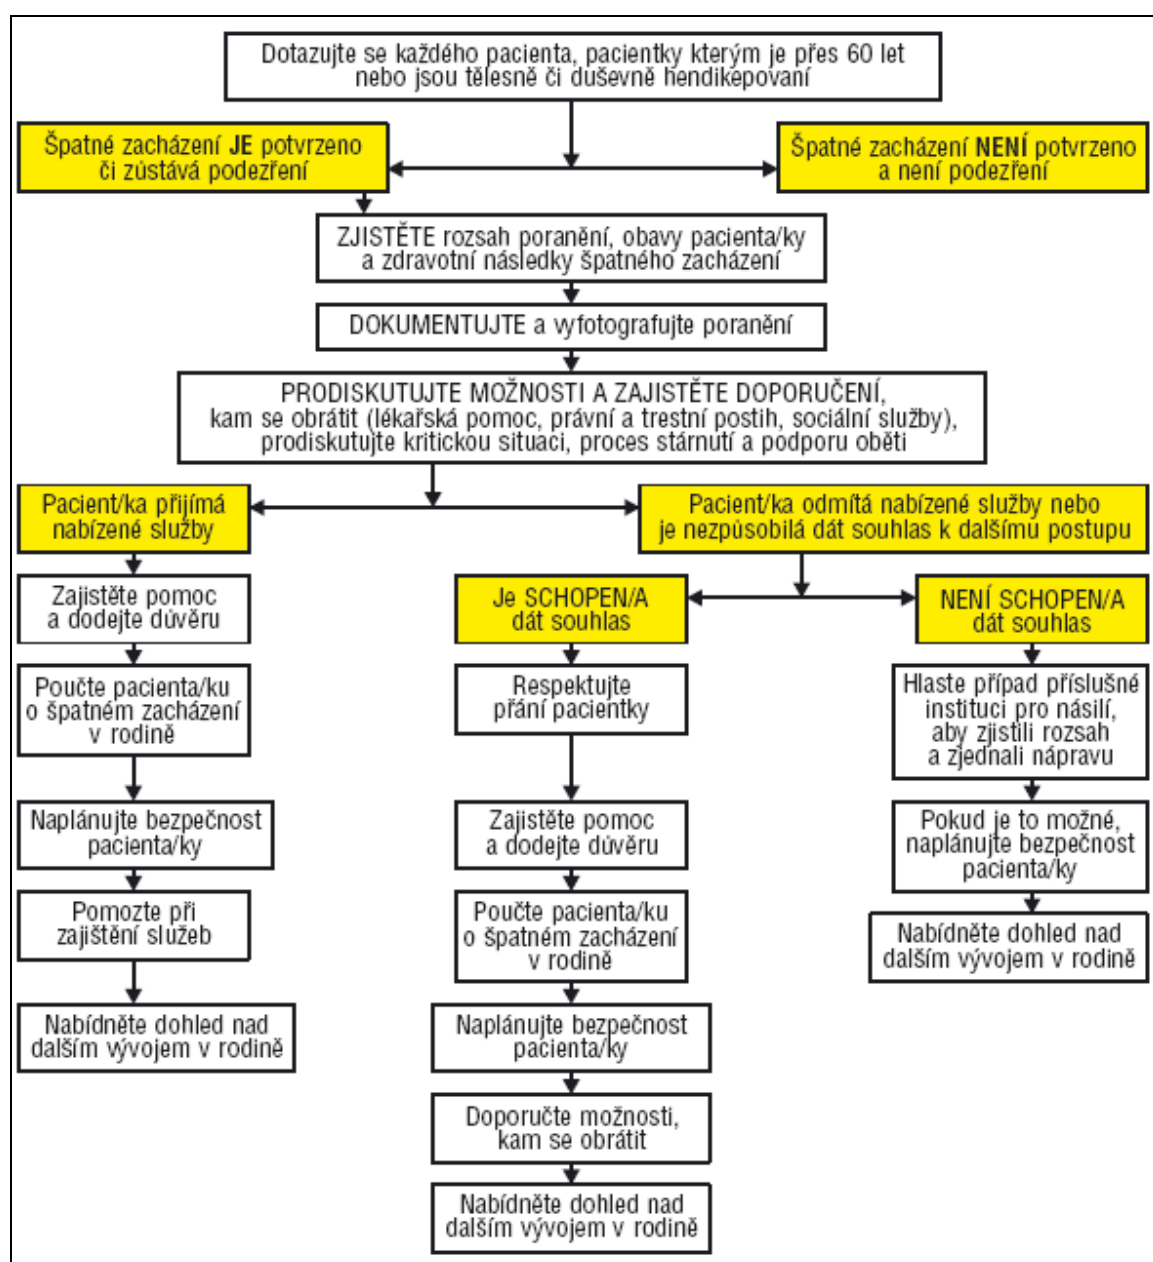 Dotazujte se každého pacienta, pacientky kterým je přes 60 let
nebo jsou tělesně či duševně hendikepovaní
Špatné zacházení JE potvrzeno
či zůstává podezření
Špatné zacházení NENÍ potvrzeno
a není podezření
ZJISTĚTE rozsah poranění, obavy pacienta/ky
a zdravotní následky špatného zacházení
DOKUMENTUJTE a vyfotografujte poranění
PRODISKUTUJTE MOŽNOSTI A ZAJISTĚTE DOPORUČENÍ,
kam se obrátit (lékařská pomoc, právní a trestní postih, sociální služby),
prodiskutujte kritickou situaci, proces stárnutí a podporu oběti
Pacient/ka přijímá
nabízené služby
Pacient/ka odmítá nabízené služby nebo
je nezpůsobilá dát souhlas k dalšímu postupu
Zajistěte pomoc
a dodejte důvěru
Poučte pacienta/ku
o špatném zacházení
v rodině
Naplánujte bezpečnost
pacienta/ky
Pomozte při
zajištění služeb
Nabídněte dohled nad
dalším vývojem v rodině
Je SCHOPEN/A
dát souhlas
Respektujte
přání pacientky
Zajistěte pomoc
a dodejte důvěru
Poučte pacienta/ku
o špatném zacházení
v rodině
Naplánujte bezpečnost
pacienta/ky
Doporučte možnosti,
kam se obrátit
Nabídněte dohled nad
dalším vývojem v rodině
NENÍ SCHOPEN/A
dát souhlas
Hlaste případ příslušné
instituci pro násilí,
aby zjistili rozsah
a zjednali nápravu
Pokud je to možné,
naplánujte bezpečnost
pacienta/ky
Nabídněte dohled nad
dalším vývojem v rodině